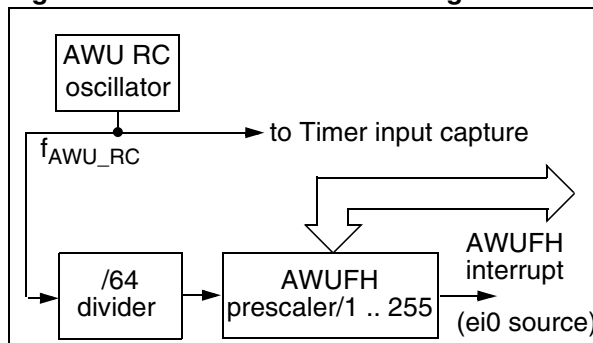 AWU RC
oscillator
to Timer input capture
fAWU_RC
AWUFH
interrupt
/64
divider
AWUFH
prescaler/1 .. 255
(ei0 source)